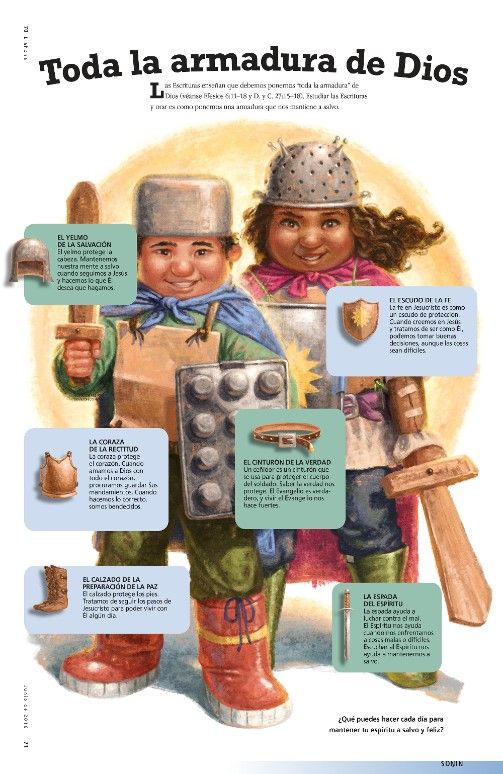 Toda la armadura de Dios
Las Escrituras enseñan que debemos ponernos “toda la armadura” de
Dios (véanse Efesios 6:11–18 y D. y C. 27:15–18). Estudiar las Escrituras
y orar es como ponernos una armadura que nos mantiene a salvo.
EL YELMO
DE LA SALVACIÓN
El yelmo protege la
cabeza. Mantenemos
nuestra mente a salvo
cuando seguimos a Jesús
y hacemos lo que Él
desea que hagamos.
EL ESCUDO DE LA FE
La fe en Jesucristo es como
un escudo de protección.
Cuando creemos en Jesús
y tratamos de ser como Él,
podemos tomar buenas
decisiones, aunque las cosas
sean difíciles.
LA CORAZA
DE LA RECTITUD
La coraza protege
el corazón. Cuando
amamos a Dios con
todo el corazón,
procuramos guardar Sus
mandamientos. Cuando
hacemos lo correcto,
somos bendecidos.
EL CINTURÓN DE LA VERDAD
Un ceñidor es un cinturón que
se usa para proteger el cuerpo
del soldado. Saber la verdad nos
protege. El Evangelio es verda-
dero, y vivir el Evangelio nos
hace fuertes.
EL CALZADO DE LA
PREPARACIÓN DE LA PAZ
El calzado protege los pies.
Tratamos de seguir los pasos de
Jesucristo para poder vivir con
Él algún día.
LA ESPADA
DEL ESPÍRITU
La espada ayuda a
luchar contra el mal.
El Espíritu nos ayuda
cuando nos enfrentamos
a cosas malas o difíciles.
Escuchar al Espíritu nos
ayuda a mantenernos a
salvo.
¿Qué puedes hacer cada día para
mantener tu espíritu a salvo y feliz?